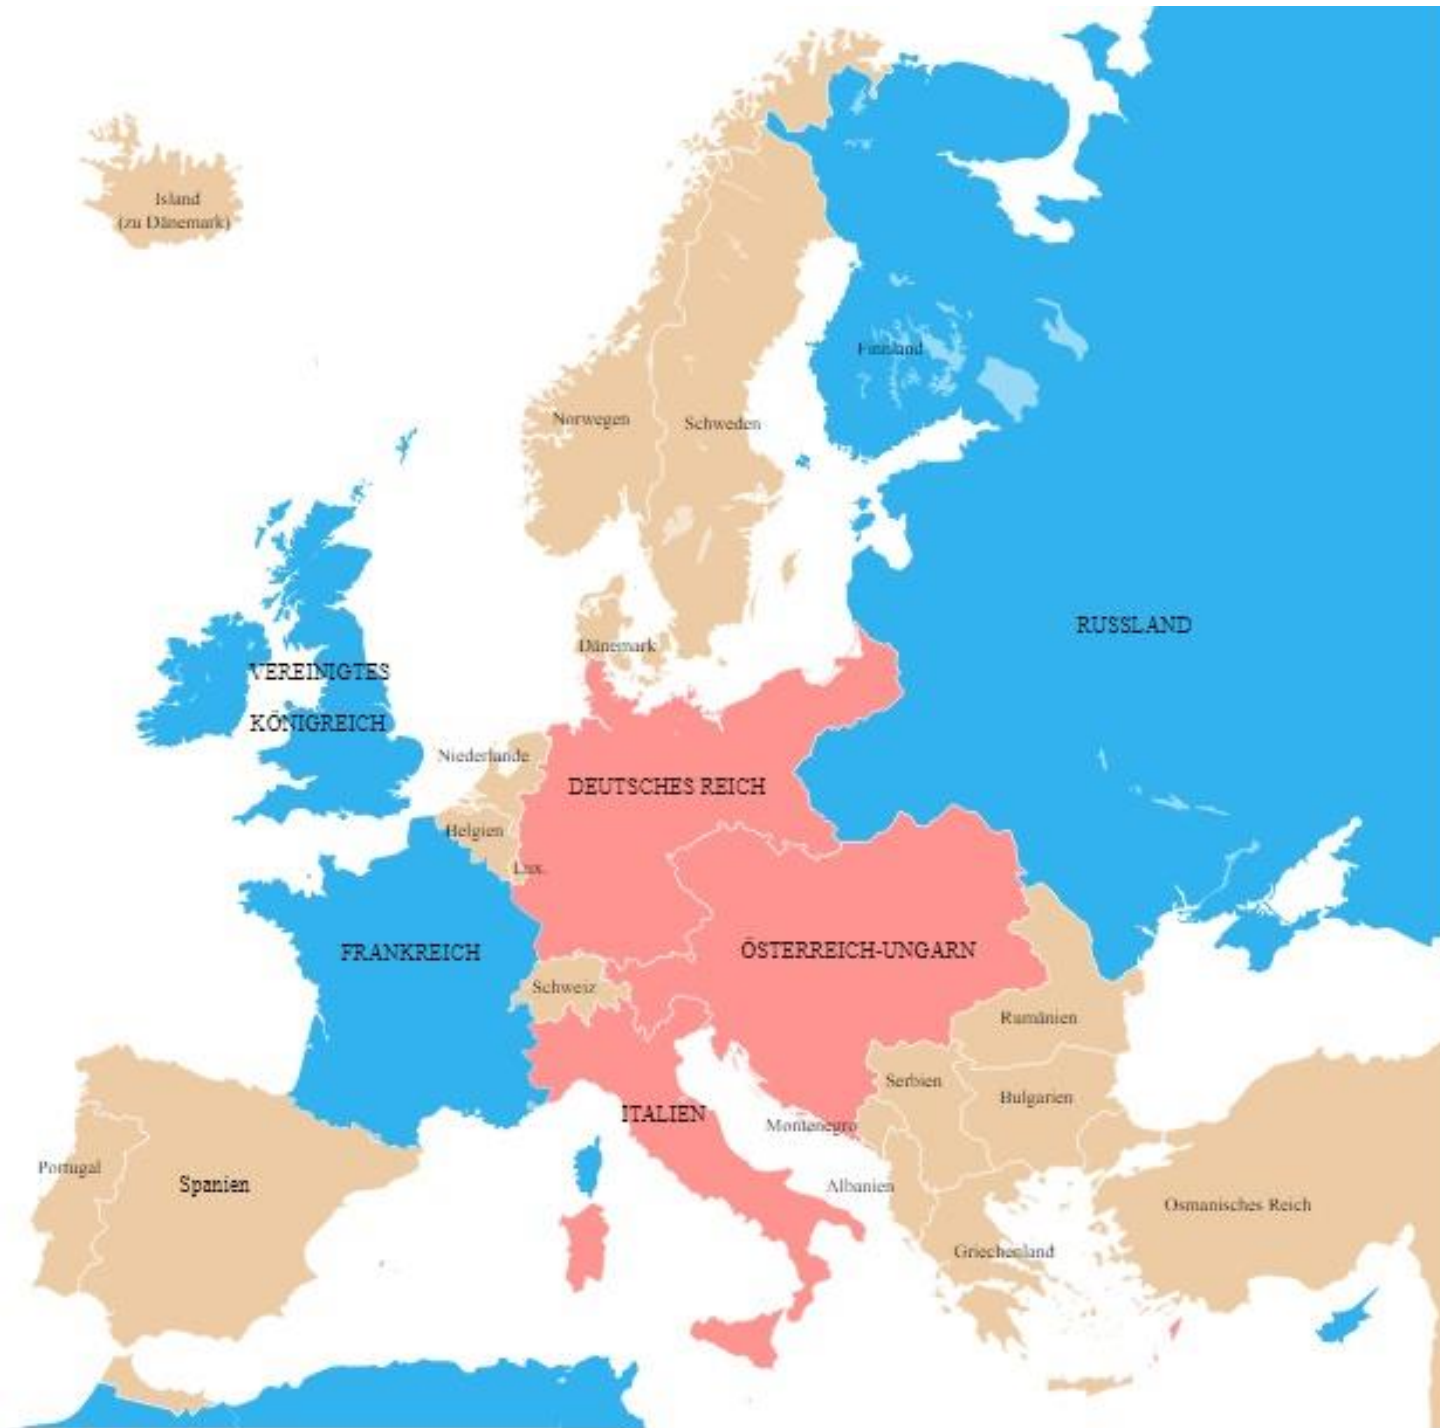 Island
(zu Dänemark)
Finnland
Norwegen
Schweden
RUSSLAND
Dänemark
VEREINIGTES
KÖNIGREICH
Niederlande
DEUTSCHES REICH
Belgien
Lux.
FRANKREICH
ÖSTERREICH-UNGARN
Schweiz
Rumänien
Serbien
Bulgarien
ITALIEN
Montenegro
Portugal
Spanien
Albanien
Osmanisches Reich
Griechenland